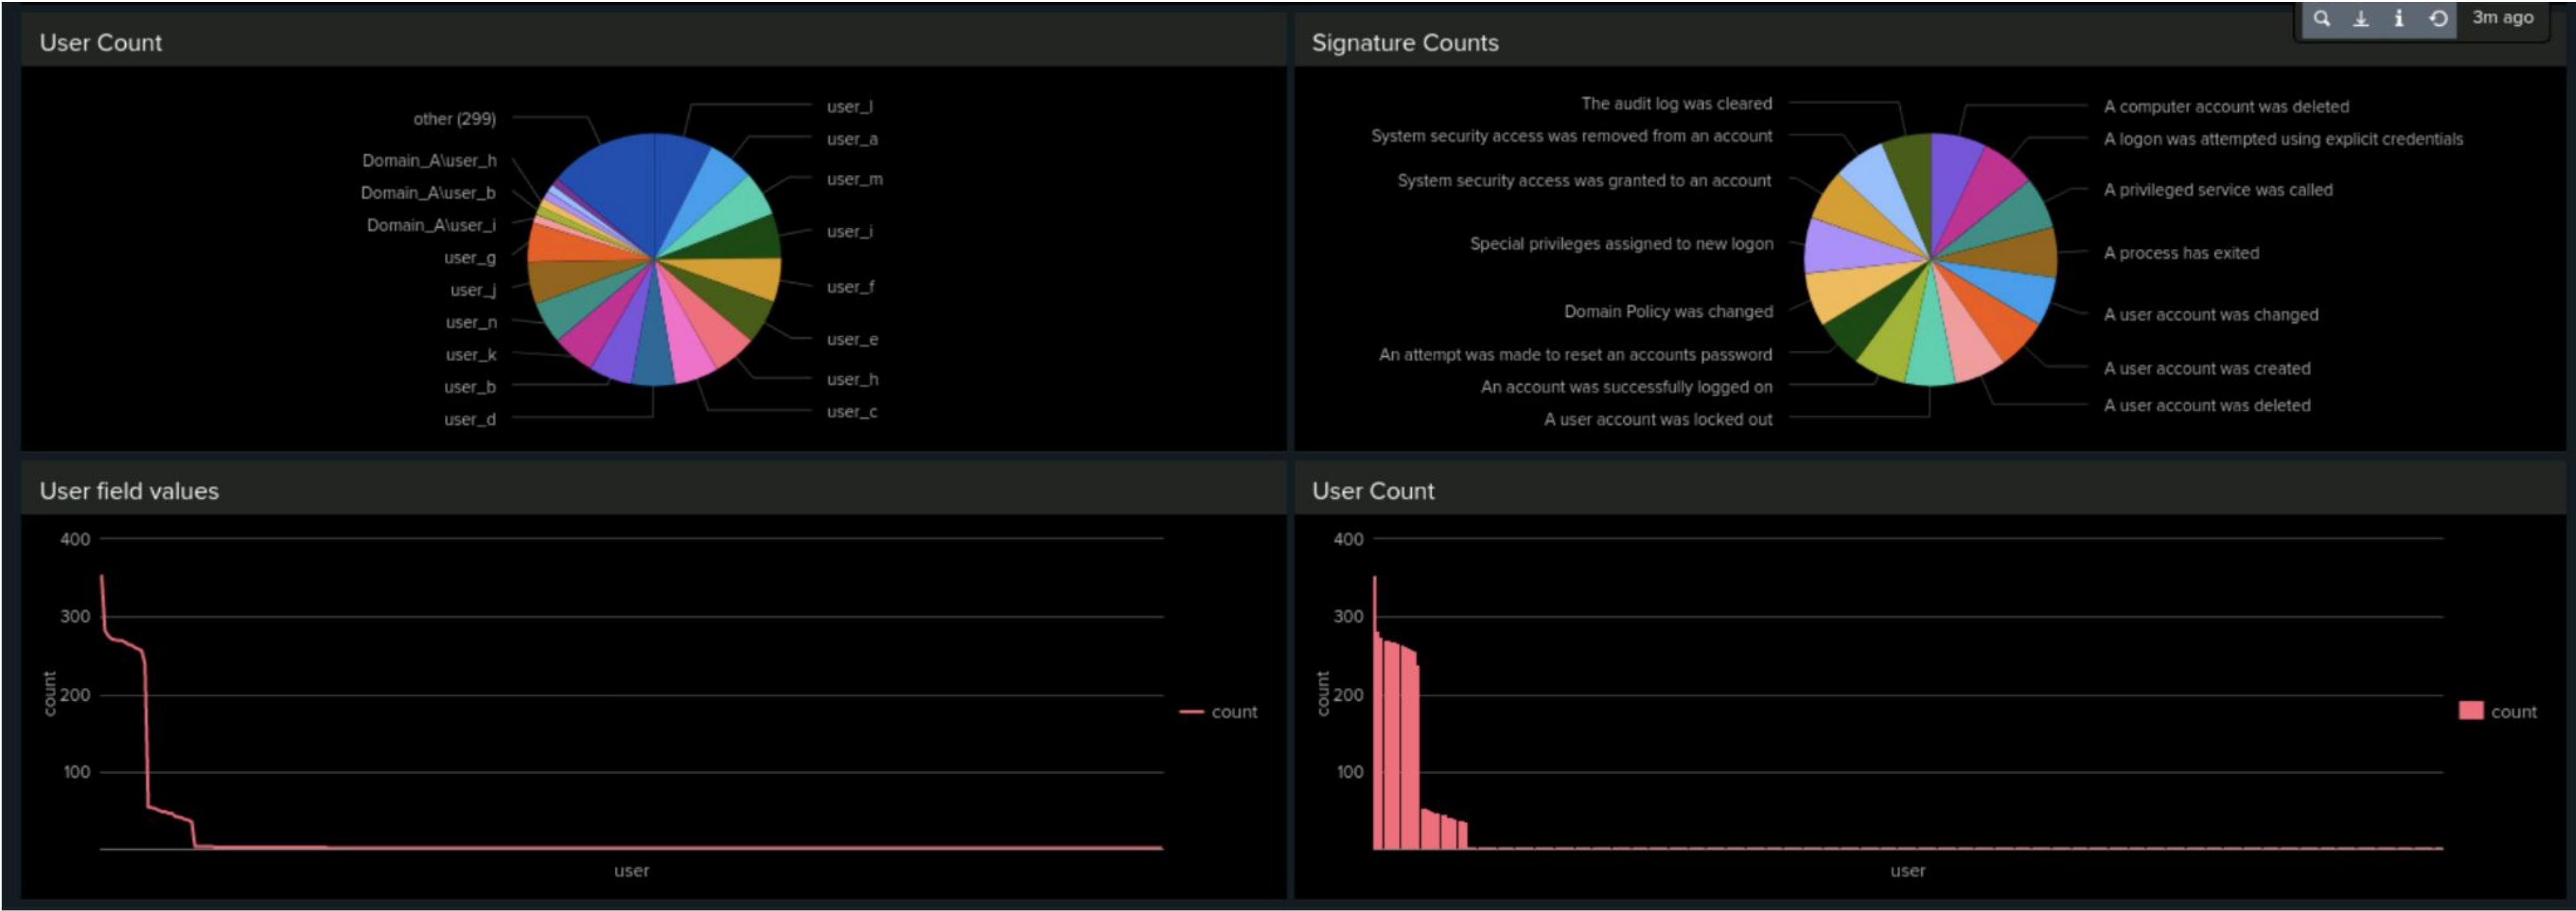 3m ago
User Count
other (299)
Domain_A\user_h
Domain_A\user_b
Domain_A\user_i
user_g
user_j
user_n
user_k
user_b
user_d
user_l
user_a
user_m
user_i
user_f
user_e
user_h
user_c
Signature Counts
The audit log was cleared
System security access was removed from an account
System security access was granted to an account
Special privileges assigned to new logon
Domain Policy was changed
An attempt was made to reset an accounts password
An account was successfully logged on
A user account was locked out
A computer account was deleted
A logon was attempted using explicit credentials
A privileged service was called
A process has exited
A user account was changed
A user account was created
A user account was deleted
User field values
400
300
200
100
count
user
count
User Count
400
300
200
100
count
user
count